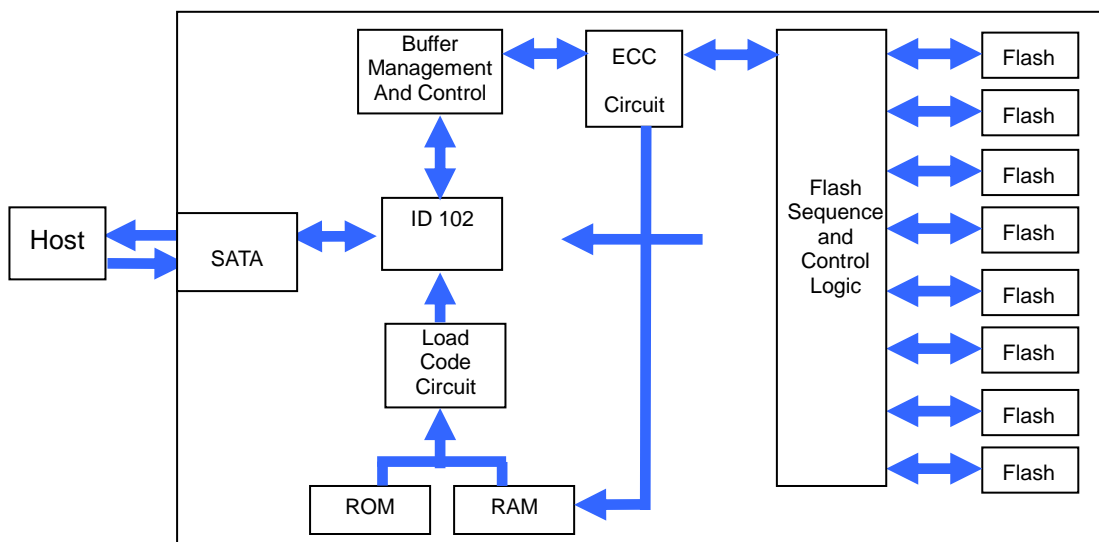 Buffer
Management
And Control
ECC
Circuit
Flash
Flash
Flash
Flash
Flash
Flash
Flash
Flash
Flash
Sequence
and
Control
Logic
Host
SATA
ID 102
Load
Code
Circuit
ROM
RAM